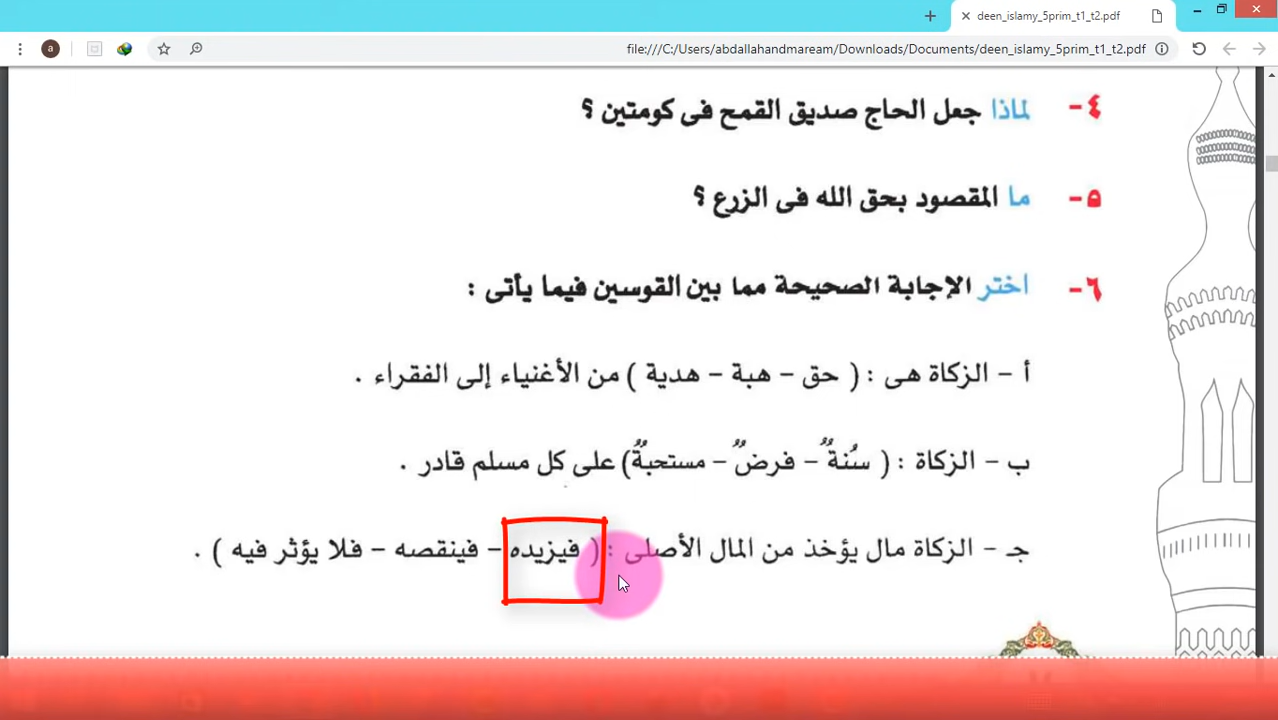 deen_islamy_5prim_t1_t2.pdf
a
file:///C:/Users/abdallahandmaream/Downloads/Documents/deen_islamy_5prim_t1_t2.pdf
٤- لماذا جعل الحاج صديق القمح فى كومتين ؟
٥- ما المقصود بحق الله فى الزرع ؟
٦- اختر الإجابة الصحيحة مما بين القوسين فيما يأتى :
أ - الزكاة هى : ( حق - هبة - هدية ) من الأغنياء إلى الفقراء .
ب - الزكاة : ( سُنةٌ - فرضٌ - مستحبةٌ) على كل مسلم قادر .
جـ - الزكاة مال يؤخذ من المال الأصلى : ( فيزيده - فينقصه - فلا يؤثر فيه ) .